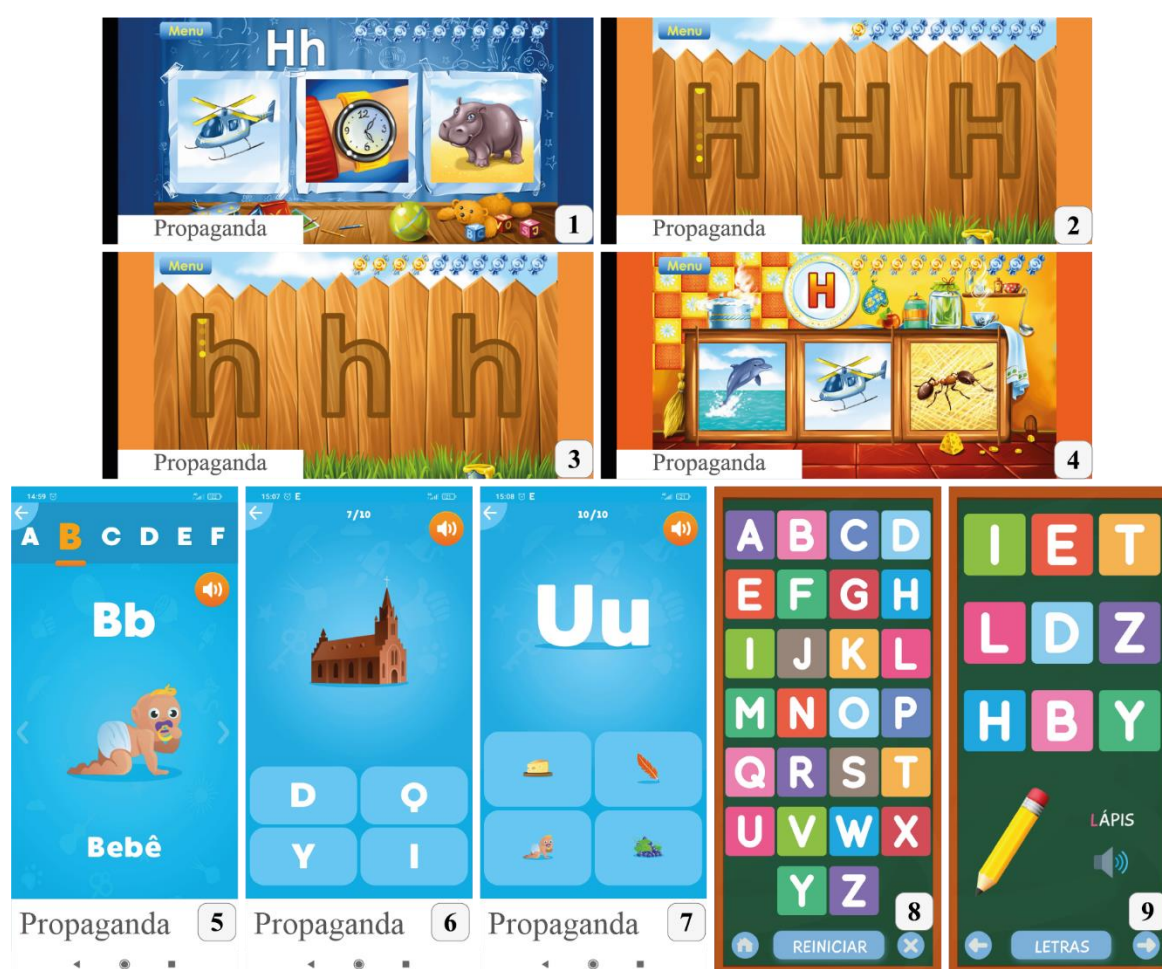 Menu
Hh
Propaganda
1
Menu
H H H
Propaganda
2
Menu
h h h
Propaganda
3
Menu
H
Propaganda
4
14:59
A B C D E F
Bb
Bebê
Propaganda
5
15:07 E
7/10
D Q
Y I
Propaganda
6
15:08 E
10/10
Uu
Propaganda
7
A B C D
E F G H
I J K L
M N O P
Q R S T
U V W X
Y Z
8
REINICIAR
I E T
L D Z
H B Y
LÁPIS
9
LETRAS